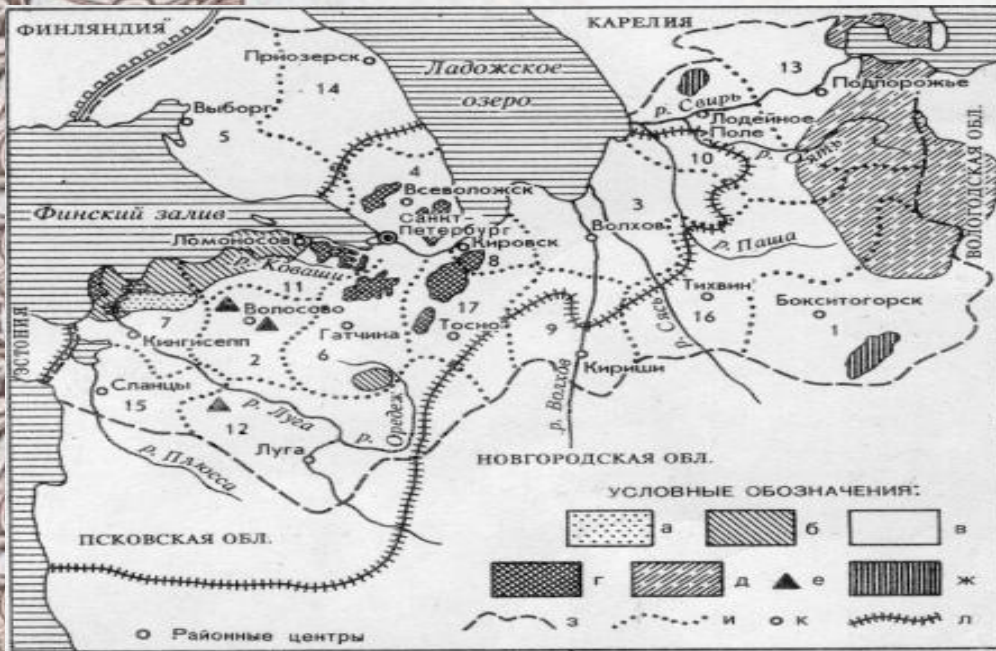 ФИНЛЯНДИЯ
КАРЕЛИЯ
Приозерск
14
Ладожское
озеро
13
Подпорожье
р. Свирь
Лодейное
Поле
р. Оять
10
Выборг
5
4
Всеволожск
Санкт-
Петербург
3
Финский залив
Ломоносов
Кировск
8
Волхов
р. Паша
ВОЛОГОДСКАЯ ОБЛ.
р. Коваши
11
7
Волосово
Кингисепп
2
Гатчина
6
17
Тосно
9
Тихвин
16
р. Сясь
Бокситогорск
1
ЭСТОНИЯ
Сланцы
15
12
р. Луга
Луга
р. Оредеж
Кириши
р. Волхов
р. Плюсса
НОВГОРОДСКАЯ ОБЛ.
ПСКОВСКАЯ ОБЛ.
УСЛОВНЫЕ ОБОЗНАЧЕНИЯ:
а б в
г д е ж
з и к л
Районные центры